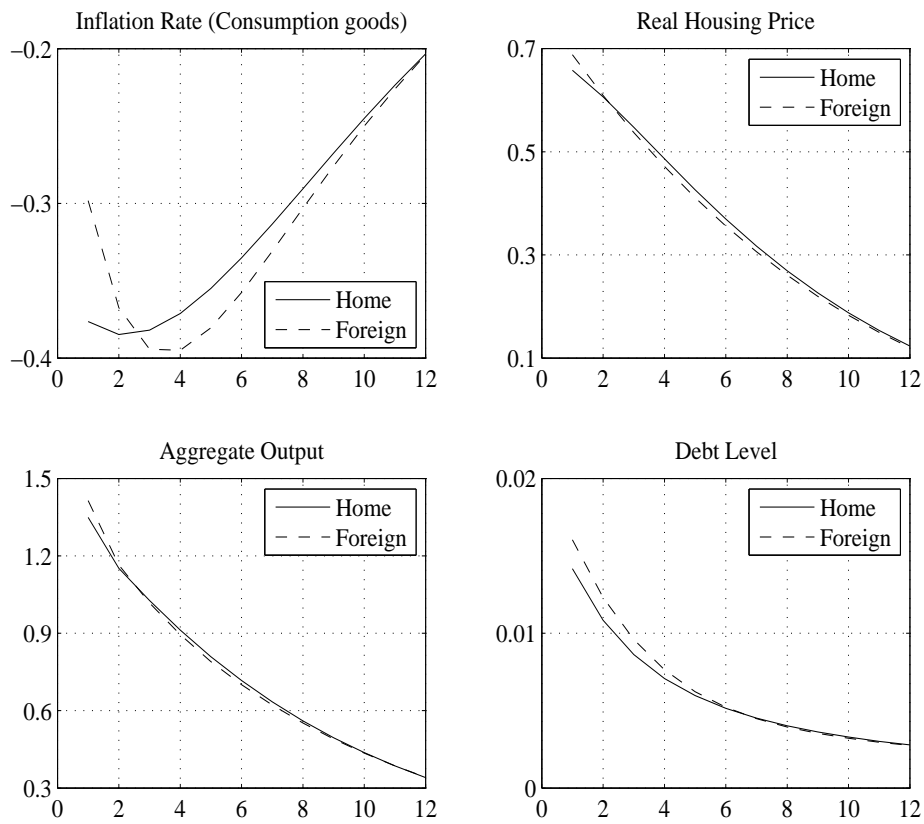 Inflation Rate (Consumption goods)
−0.2
−0.3
−0.4
0 2 4 6 8 10 12
Home
Foreign
Real Housing Price
0.7
0.5
0.3
0.1
0 2 4 6 8 10 12
Home
Foreign
Aggregate Output
1.5
1.2
0.9
0.6
0.3
0 2 4 6 8 10 12
Home
Foreign
Debt Level
0.02
0.01
0
0 2 4 6 8 10 12
Home
Foreign